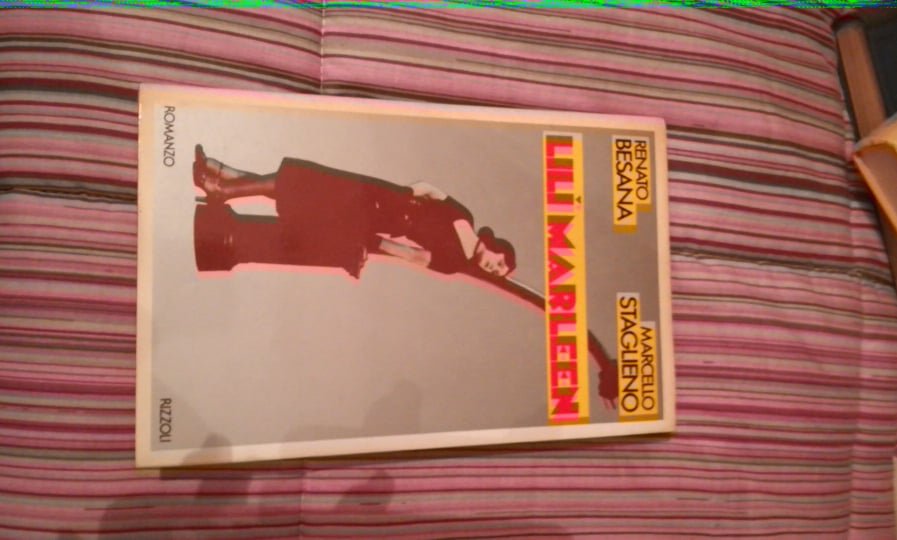 RENATO
BESANA
MARCELLO
STAGLIENO
LILÌ MARLEEN
ROMANZO
RIZZOLI